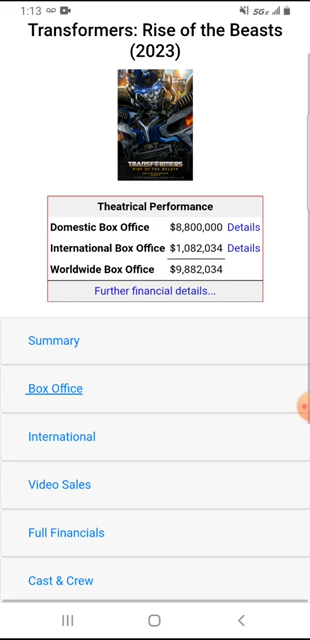 1:13
5G
Transformers: Rise of the Beasts
(2023)
TRANSFORMERS
RISE OF THE BEASTS
Theatrical Performance
Domestic Box Office $8,800,000 Details
International Box Office $1,082,034 Details
Worldwide Box Office $9,882,034
Further financial details...
Summary
Box Office
International
Video Sales
Full Financials
Cast & Crew